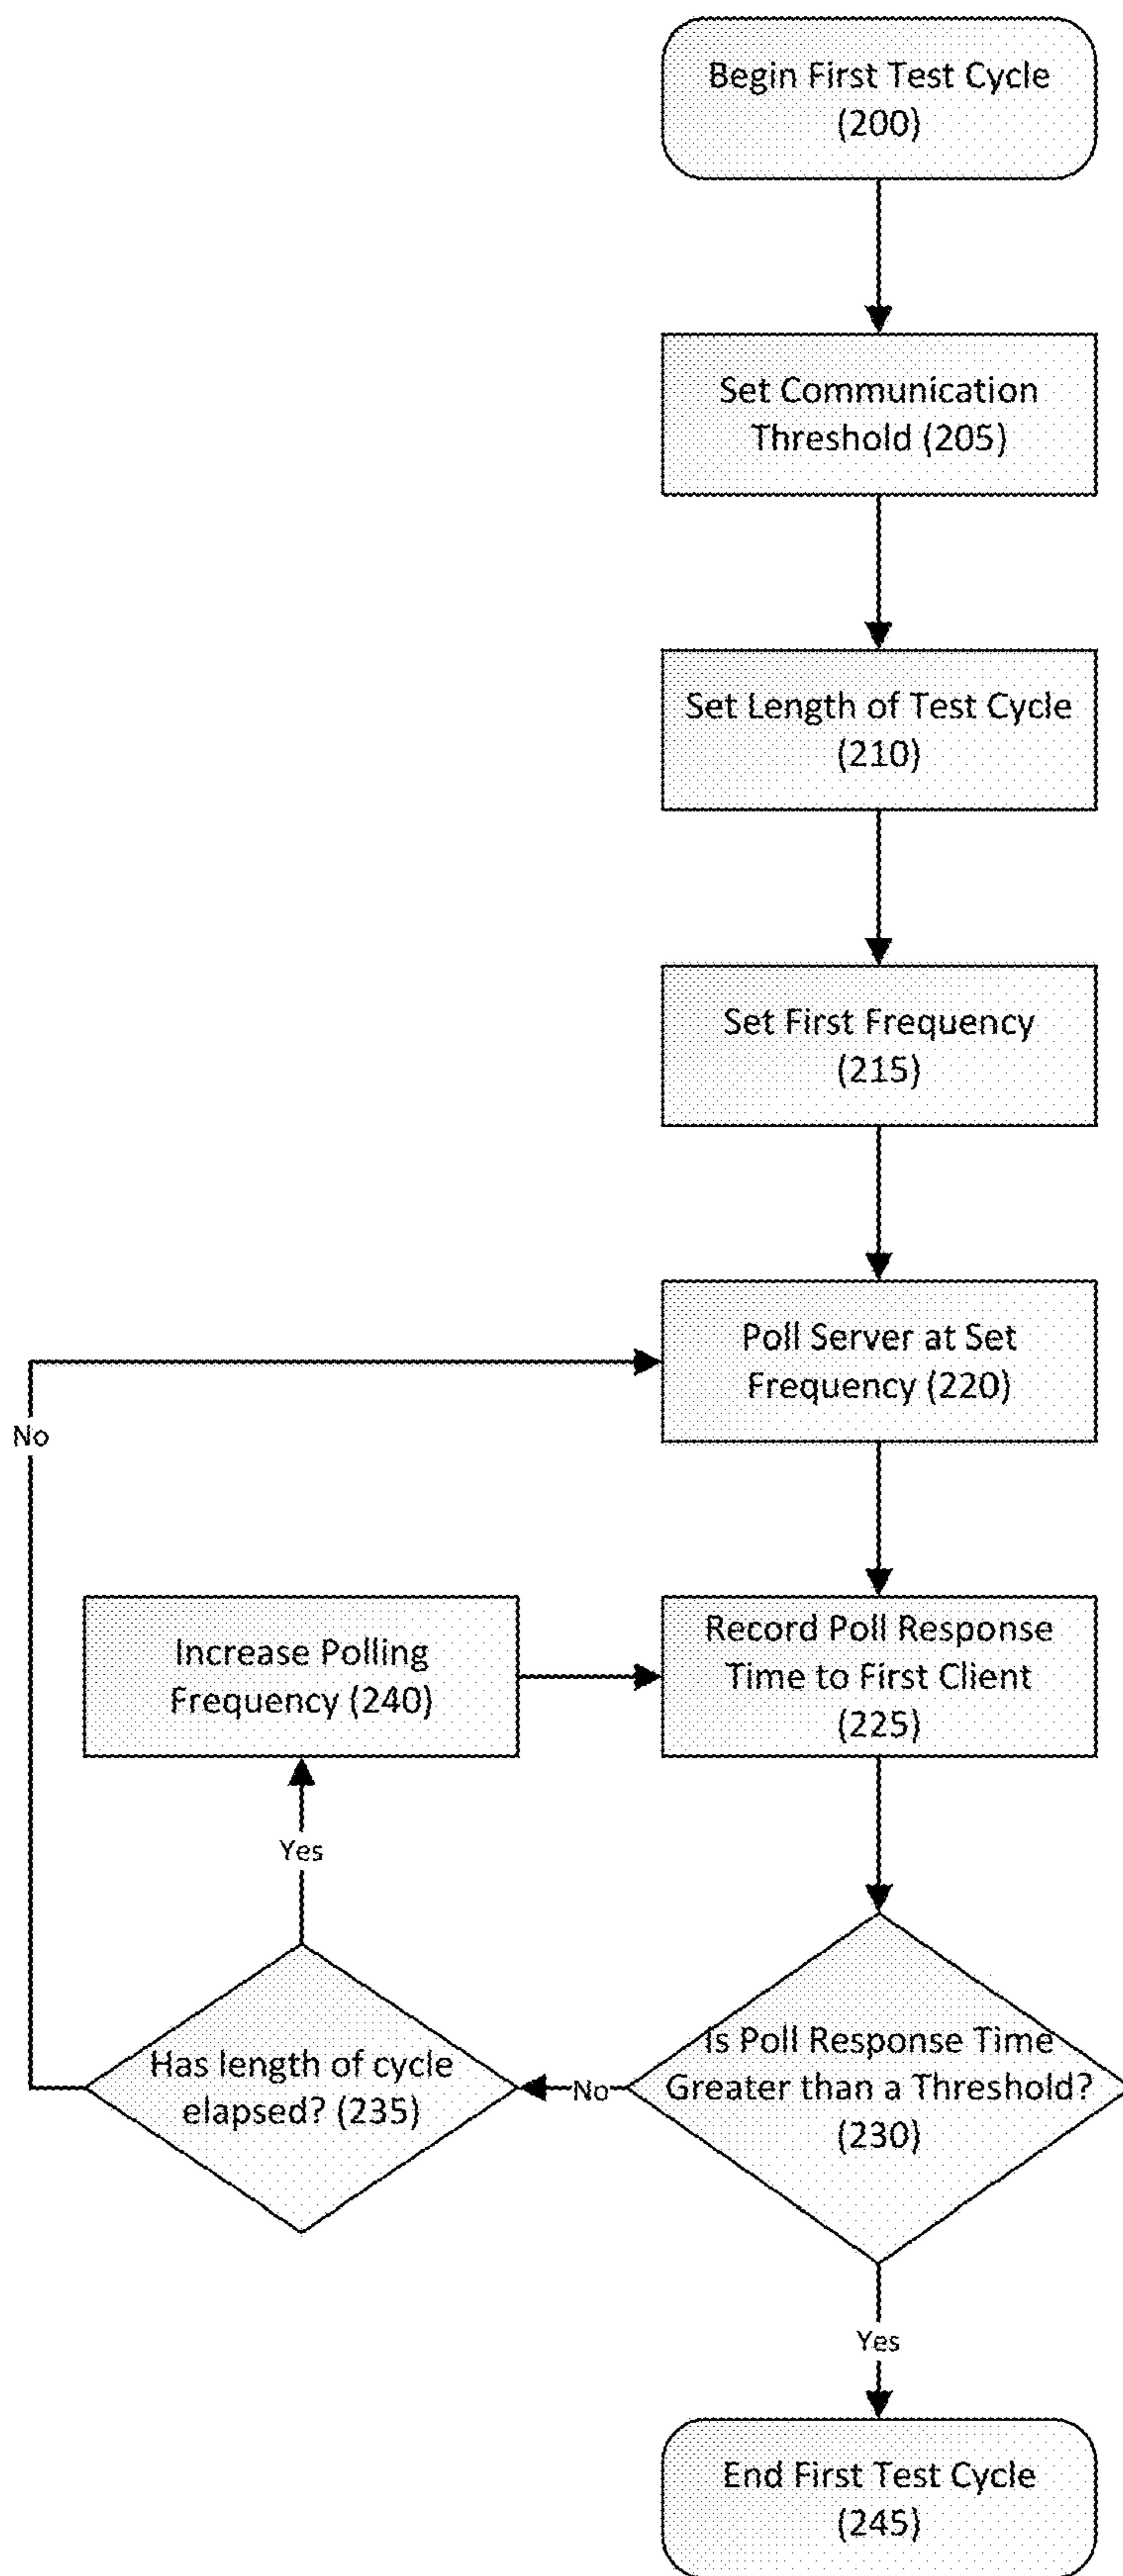 Begin First Test Cycle
(200)
Set Communication
Threshold (205)
Set Length of Test Cycle
(210)
Set First Frequency
(215)
Poll Server at Set
Frequency (220)
No
Increase Polling
Frequency (240)
Record Poll Response
Time to First Client
(225)
Yes
Has length of cycle
elapsed? (235)
No
Is Poll Response Time
Greater than a Threshold?
(230)
Yes
End First Test Cycle
(245)